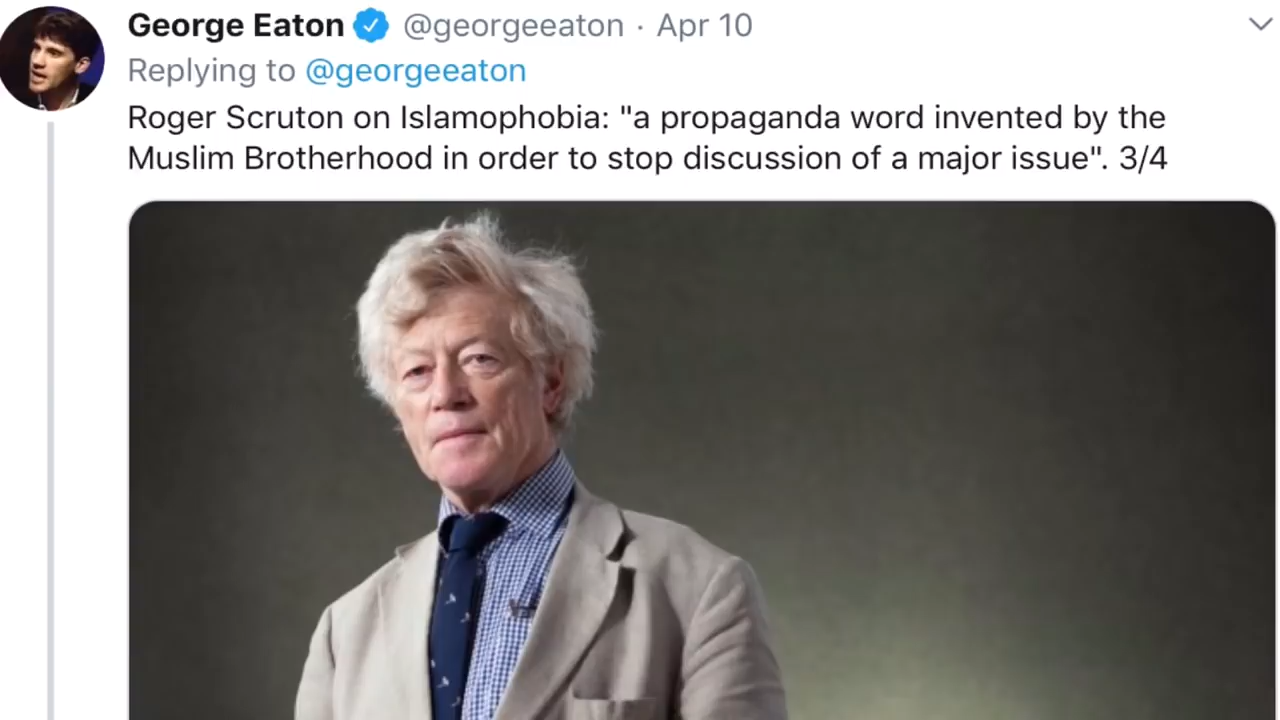 George Eaton @georgeeaton · Apr 10
Replying to @georgeeaton
Roger Scruton on Islamophobia: "a propaganda word invented by the
Muslim Brotherhood in order to stop discussion of a major issue". 3/4